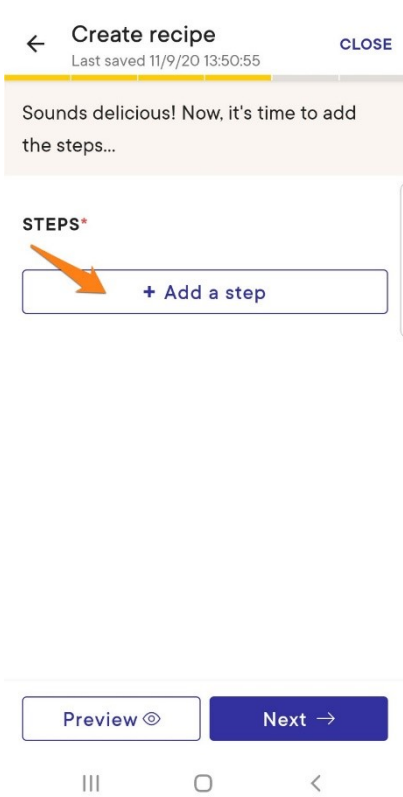 Create recipe
CLOSE
Last saved 11/9/20 13:50:55
Sounds delicious! Now, it's time to add
the steps...
STEPS*
+ Add a step
Preview
Next →